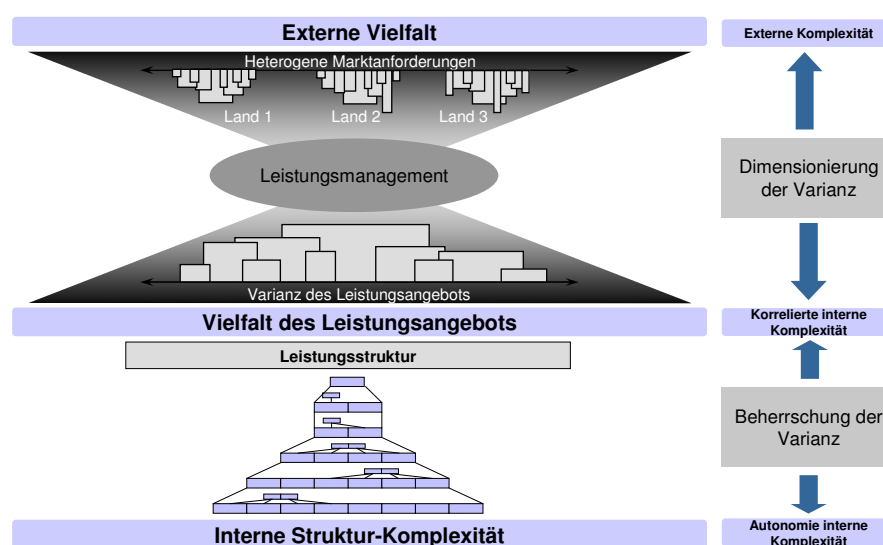 Externe Vielfalt
Externe Komplexität
Heterogene Marktanforderungen
Land 1
Land 2
Land 3
Leistungsmanagement
Dimensionierung
der Varianz
Varianz des Leistungsangebots
Vielfalt des Leistungsangebots
Korrelierte interne
Komplexität
Leistungsstruktur
Beherrschung der
Varianz
Interne Struktur-Komplexität
Autonomie interne
Komplexität